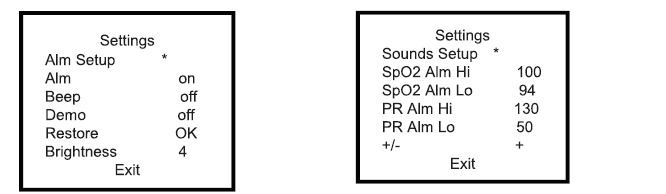 Settings
Alm Setup *
Alm on
Beep off
Demo off
Restore OK
Brightness 4
Exit
Settings
Sounds Setup *
SpO2 Alm Hi 100
SpO2 Alm Lo 94
PR Alm Hi 130
PR Alm Lo 50
+/- +
Exit